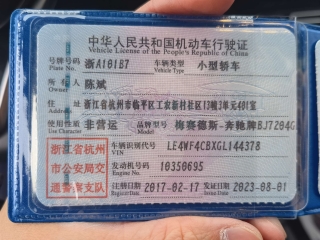 中华人民共和国机动车行驶证
Vehicle License of the People's Republic of China
号牌号码 浙A181B7 车辆类型 小型轿车
Plate No. Vehicle Type
所有人 陈斌
Owner
住址 浙江省杭州市临平区工农新村社区13幢3单元401室
Address
使用性质 非营运 品牌型号 梅赛德斯-奔驰牌BJ7204G
Use Character Model
浙江省杭州市公安局交通警察支队
车辆识别代号 LE4WF4CBXGL144378
VIN
发动机号码 10350695
Engine No.
注册日期 2017-02-17 发证日期 2023-08-01
Register Date Issue Date